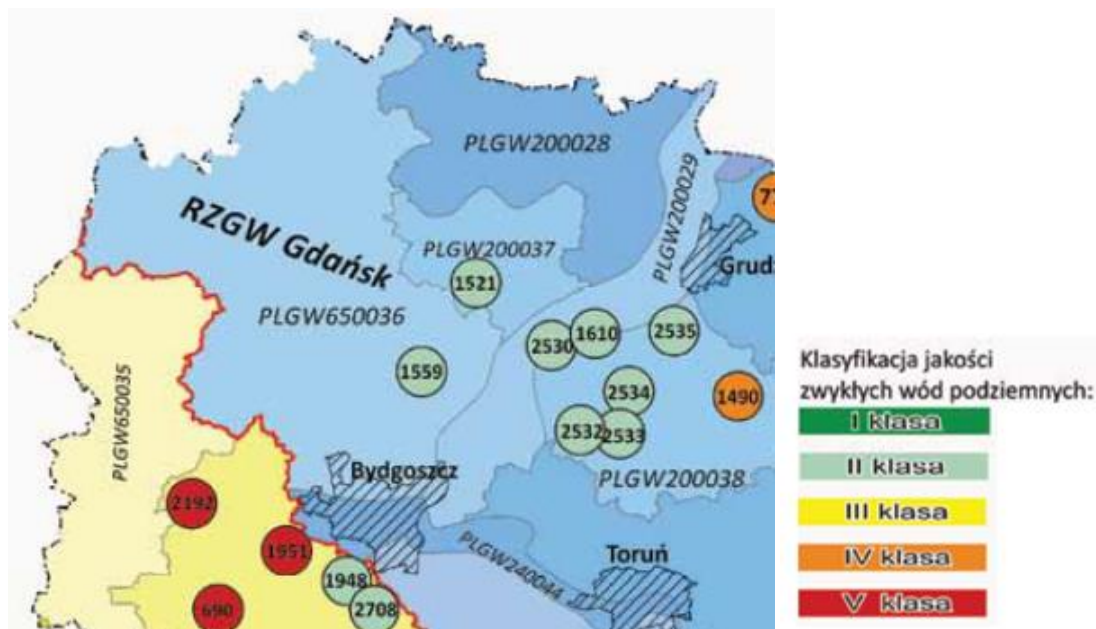 PLGW200028
PLGW200029
RZGW Gdańsk
PLGW200037
Grudz
1521
PLGW650036
1610
2535
2530
1559
PLGW650035
2534
1490
2532
2533
Bydgoszcz
PLGW200038
2192
1951
PLGW240044
Toruń
1948
690
2708
Klasyfikacja jakości
zwykłych wód podziemnych:
I klasa
II klasa
III klasa
IV klasa
V klasa